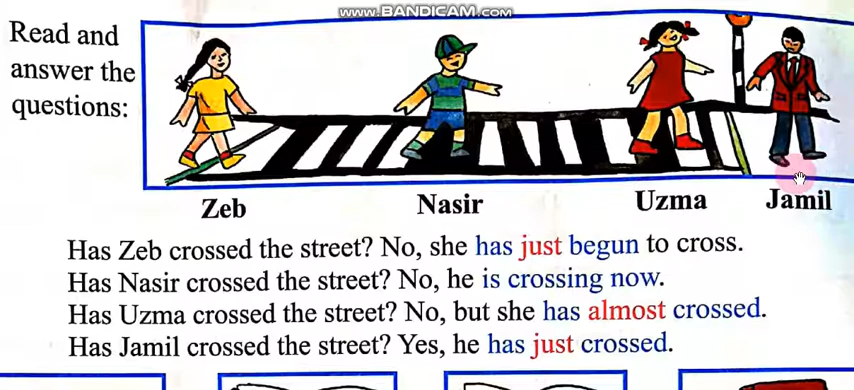 www.BANDICAM.com
Read and
answer the
questions:
Zeb Nasir Uzma Jamil
Has Zeb crossed the street? No, she has just begun to cross.
Has Nasir crossed the street? No, he is crossing now.
Has Uzma crossed the street? No, but she has almost crossed.
Has Jamil crossed the street? Yes, he has just crossed.